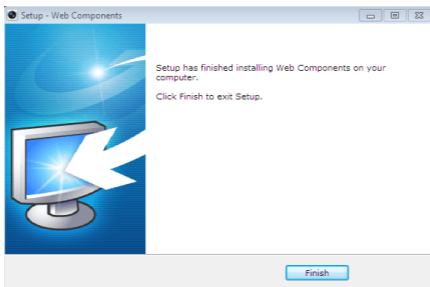 Setup - Web Components
Setup has finished installing Web Components on your
computer.
Click Finish to exit Setup.
Finish